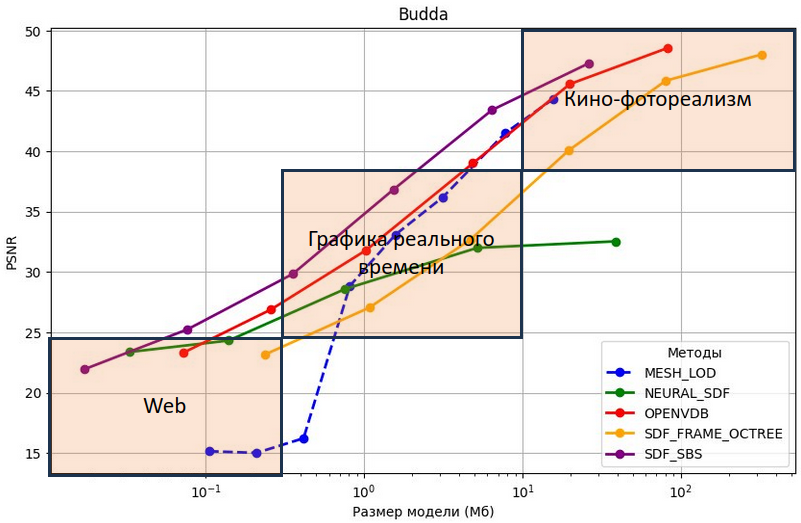 Budda
50
45
40
35
30
25
20
15
PSNR
Кино-фотореализм
Графика реального
времени
Web
Методы
MESH_LOD
NEURAL_SDF
OPENVDB
SDF_FRAME_OCTREE
SDF_SBS
10⁻¹ 10⁰ 10¹ 10²
Размер модели (Мб)